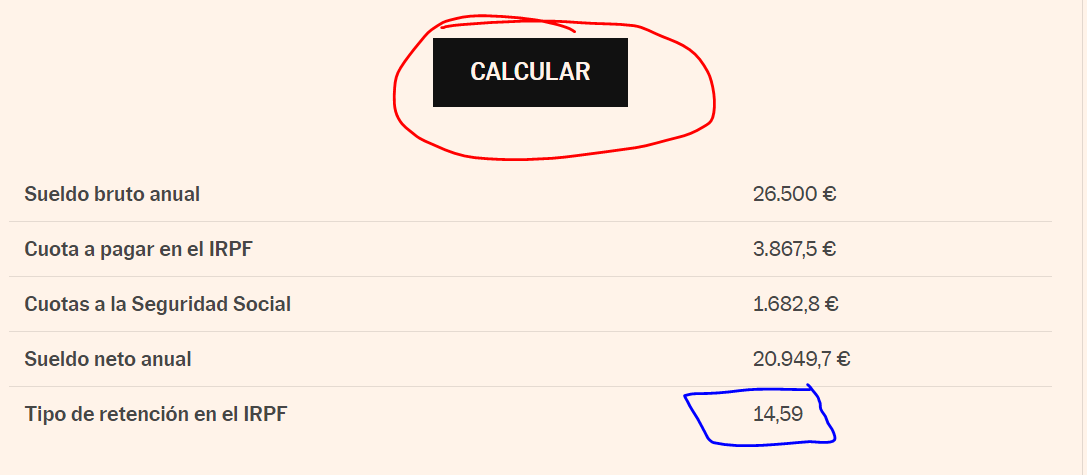 CALCULAR
Sueldo bruto anual 26.500 €
Cuota a pagar en el IRPF 3.867,5 €
Cuotas a la Seguridad Social 1.682,8 €
Sueldo neto anual 20.949,7 €
Tipo de retención en el IRPF 14,59